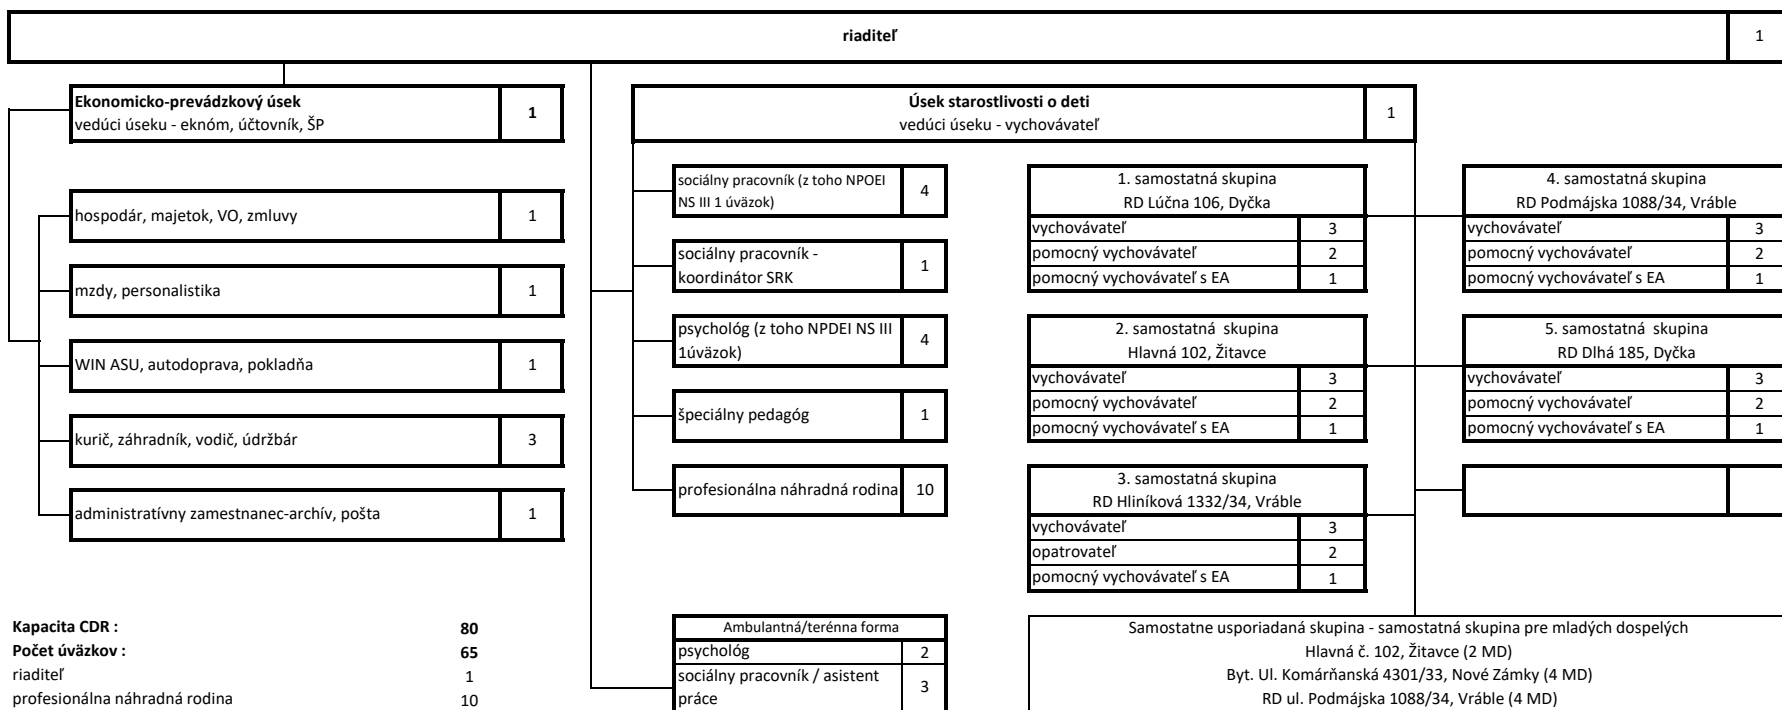 riaditeľ 1
Ekonomicko-prevádzkový úsek
vedúci úseku - eknóm, účtovník, ŠP
1
hospodár, majetok, VO, zmluvy 1
mzdy, personalistika 1
WIN ASU, autodoprava, pokladňa 1
kurič, záhradník, vodič, údržbár 3
administratívny zamestnanec-archív, pošta 1
Úsek starostlivosti o deti
vedúci úseku - vychovávateľ
1
sociálny pracovník (z toho NPOEI
NS III 1 úväzok)
4
sociálny pracovník -
koordinátor SRK
1
psychológ (z toho NPDEI NS III
1úväzok)
4
špeciálny pedagóg 1
profesionálna náhradná rodina 10
1. samostatná skupina
RD Lúčna 106, Dyčka
vychovávateľ 3
pomocný vychovávateľ 2
pomocný vychovávateľ s EA 1
2. samostatná skupina
Hlavná 102, Žitavce
vychovávateľ 3
pomocný vychovávateľ 2
pomocný vychovávateľ s EA 1
3. samostatná skupina
RD Hliníková 1332/34, Vráble
vychovávateľ 3
opatrovateľ 2
pomocný vychovávateľ s EA 1
4. samostatná skupina
RD Podmájska 1088/34, Vráble
vychovávateľ 3
pomocný vychovávateľ 2
pomocný vychovávateľ s EA 1
5. samostatná skupina
RD Dlhá 185, Dyčka
vychovávateľ 3
pomocný vychovávateľ 2
pomocný vychovávateľ s EA 1
Kapacita CDR : 80
Počet úväzkov : 65
riaditeľ 1
profesionálna náhradná rodina 10
Ambulantná/terénna forma
psychológ 2
sociálny pracovník / asistent
práce
3
Samostatne usporiadaná skupina - samostatná skupina pre mladých dospelých
Hlavná č. 102, Žitavce (2 MD)
Byt. Ul. Komárňanská 4301/33, Nové Zámky (4 MD)
RD ul. Podmájska 1088/34, Vráble (4 MD)